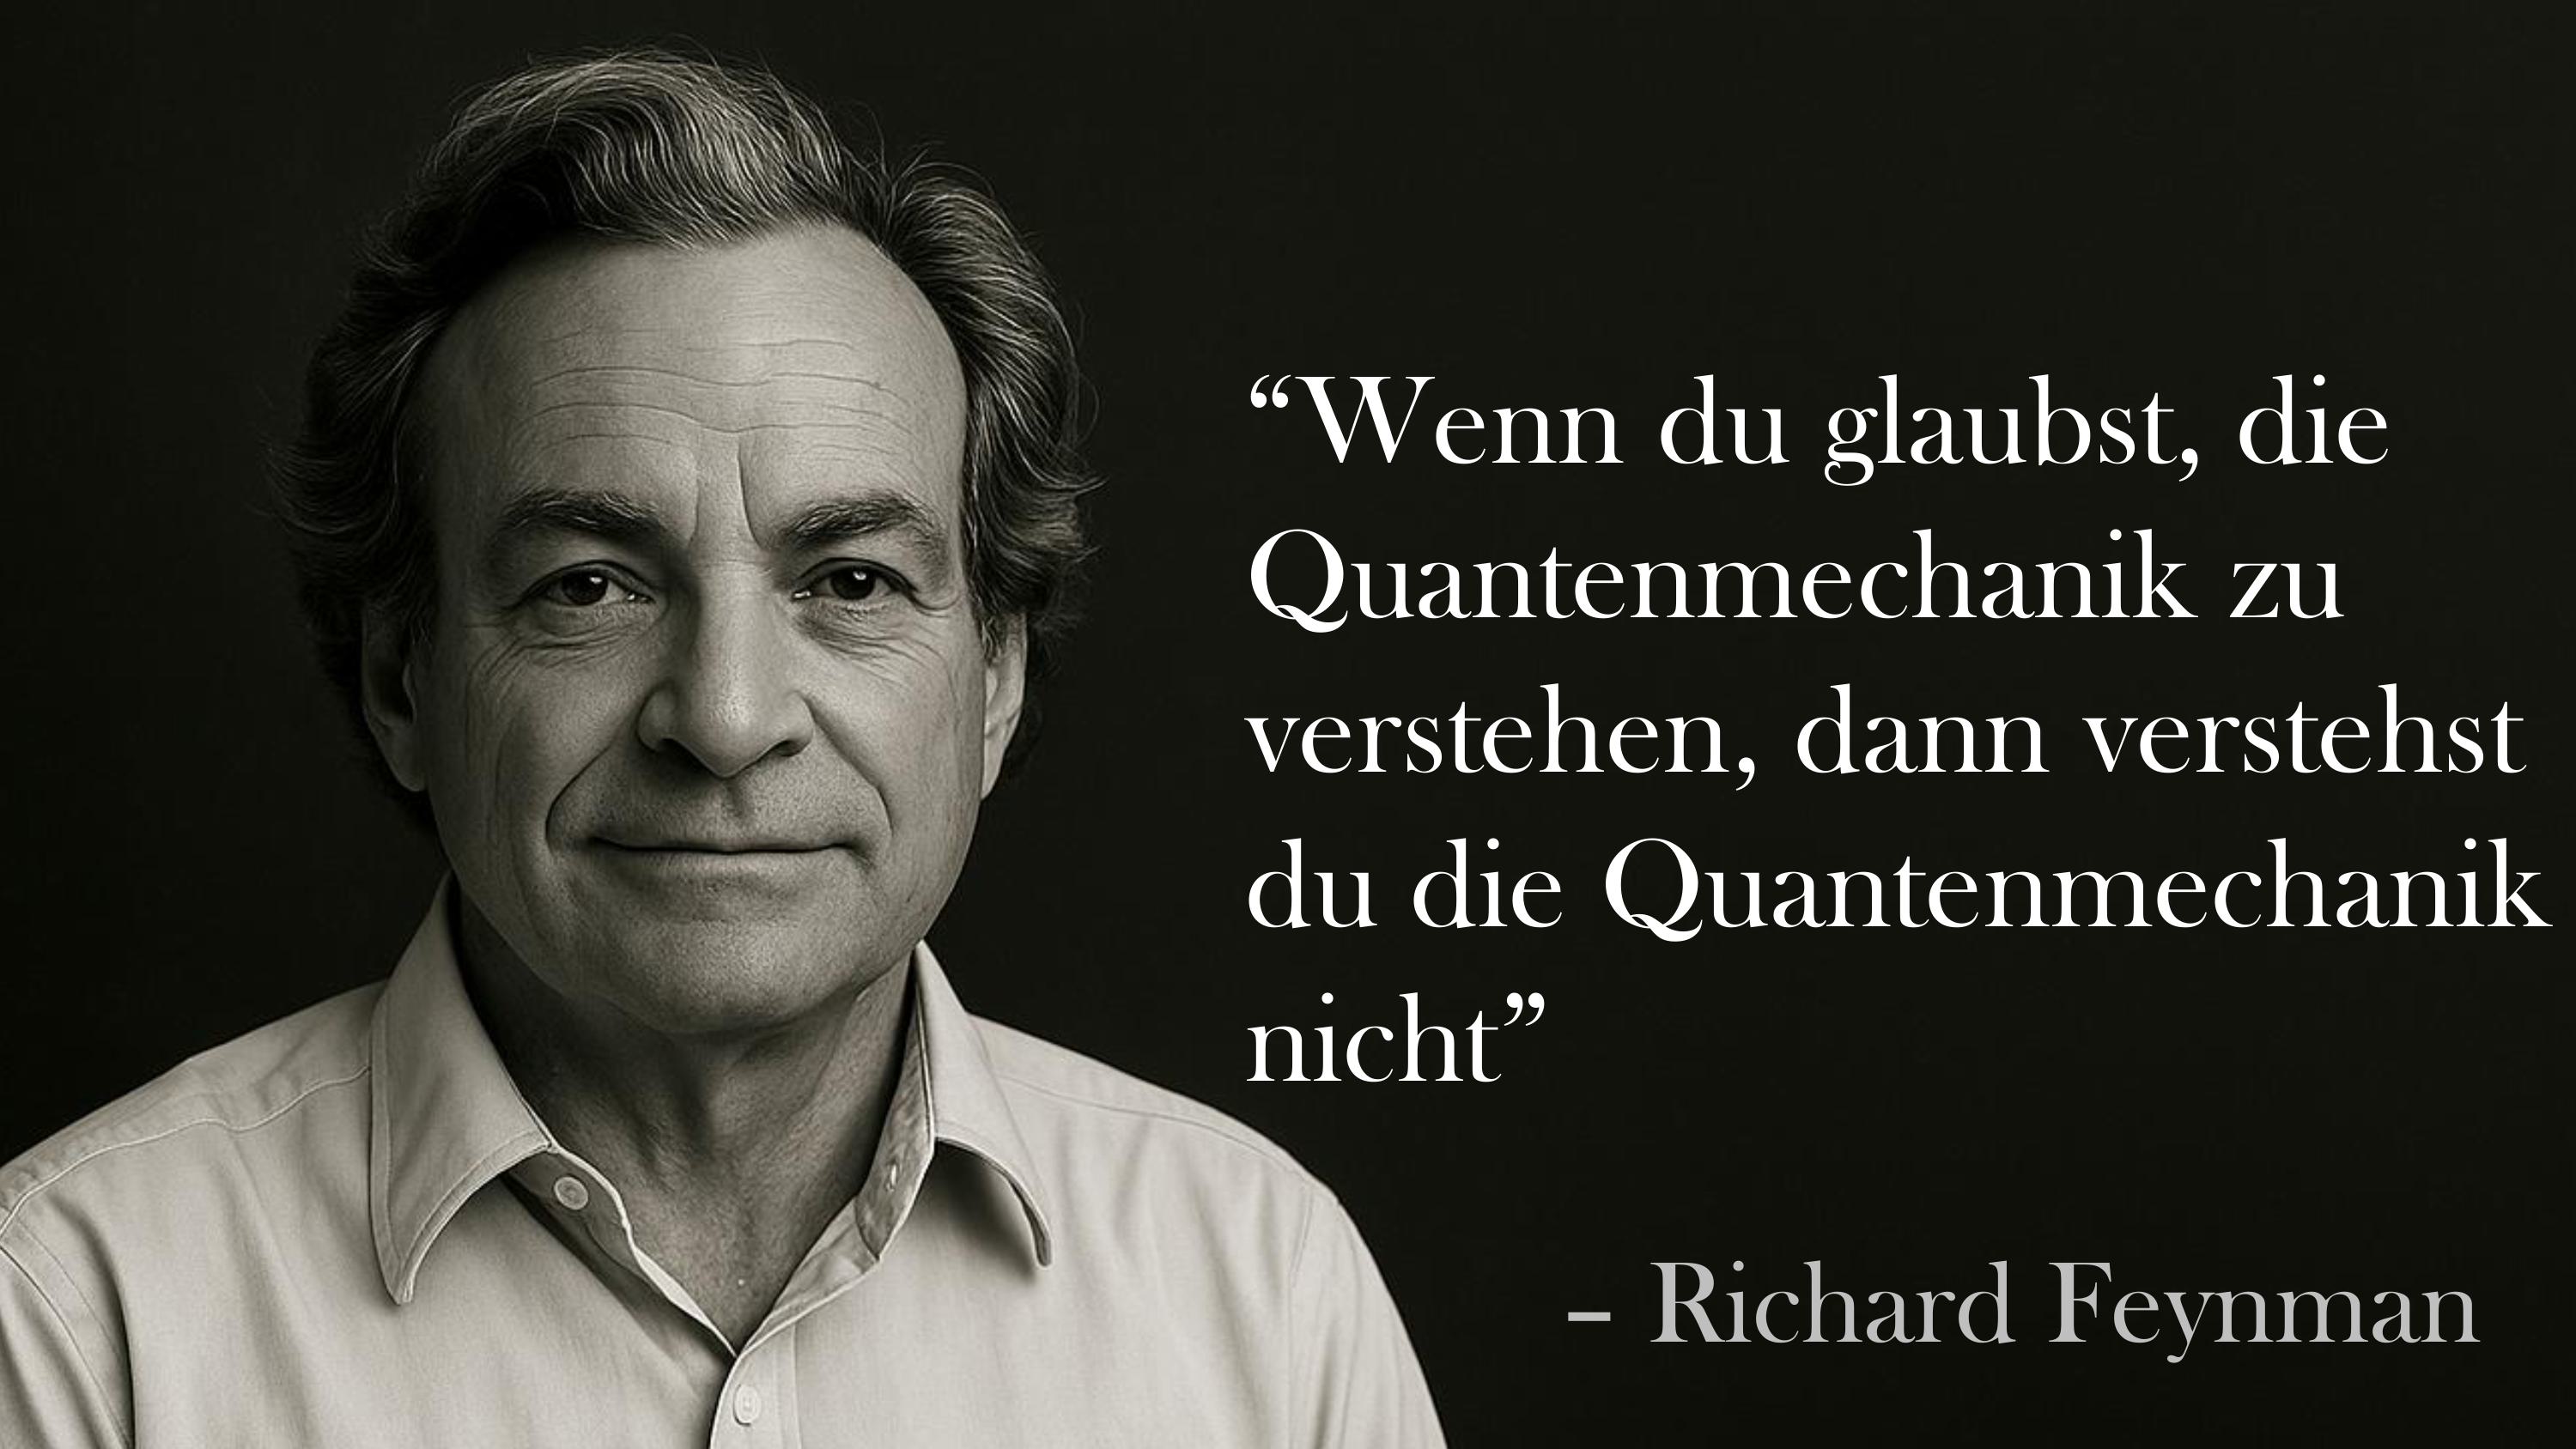 “Wenn du glaubst, die
Quantenmechanik zu
verstehen, dann verstehst
du die Quantenmechanik
nicht”
– Richard Feynman